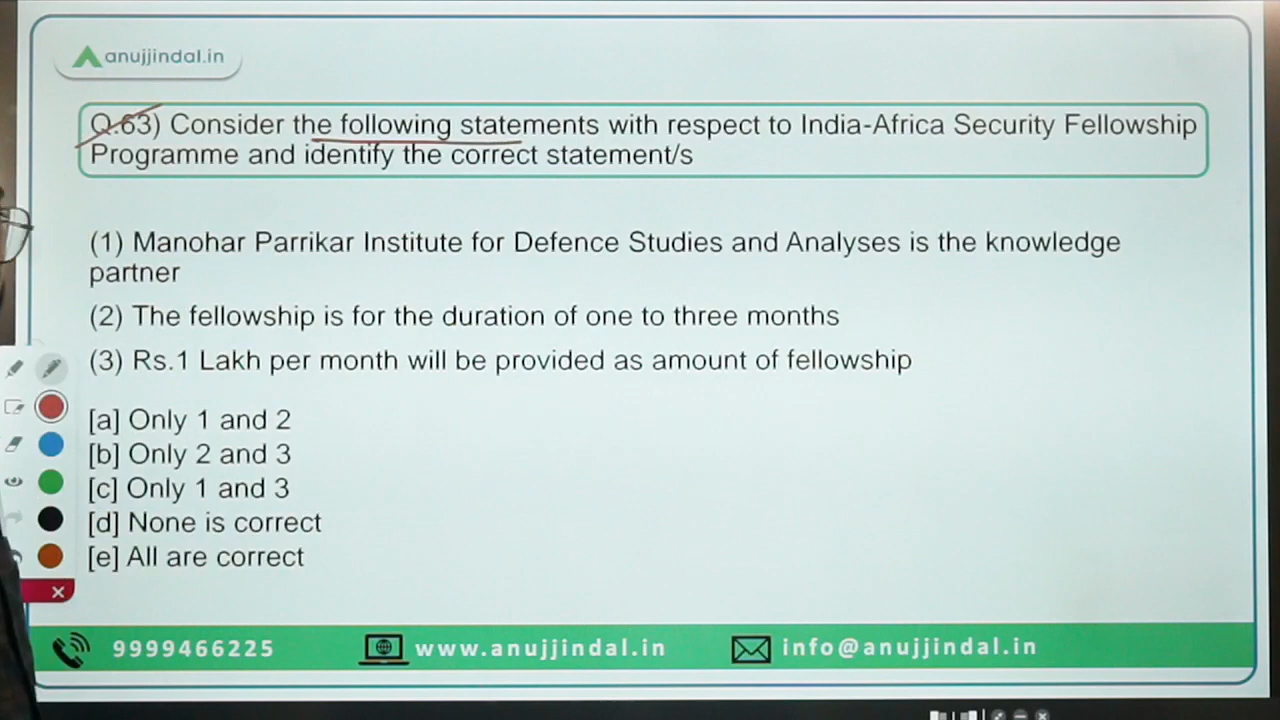 anujjindal.in
Q.63) Consider the following statements with respect to India-Africa Security Fellowship
Programme and identify the correct statement/s
(1) Manohar Parrikar Institute for Defence Studies and Analyses is the knowledge
partner
(2) The fellowship is for the duration of one to three months
(3) Rs.1 Lakh per month will be provided as amount of fellowship
[a] Only 1 and 2
[b] Only 2 and 3
[c] Only 1 and 3
[d] None is correct
[e] All are correct
9999466225 www.anujjindal.in info@anujjindal.in